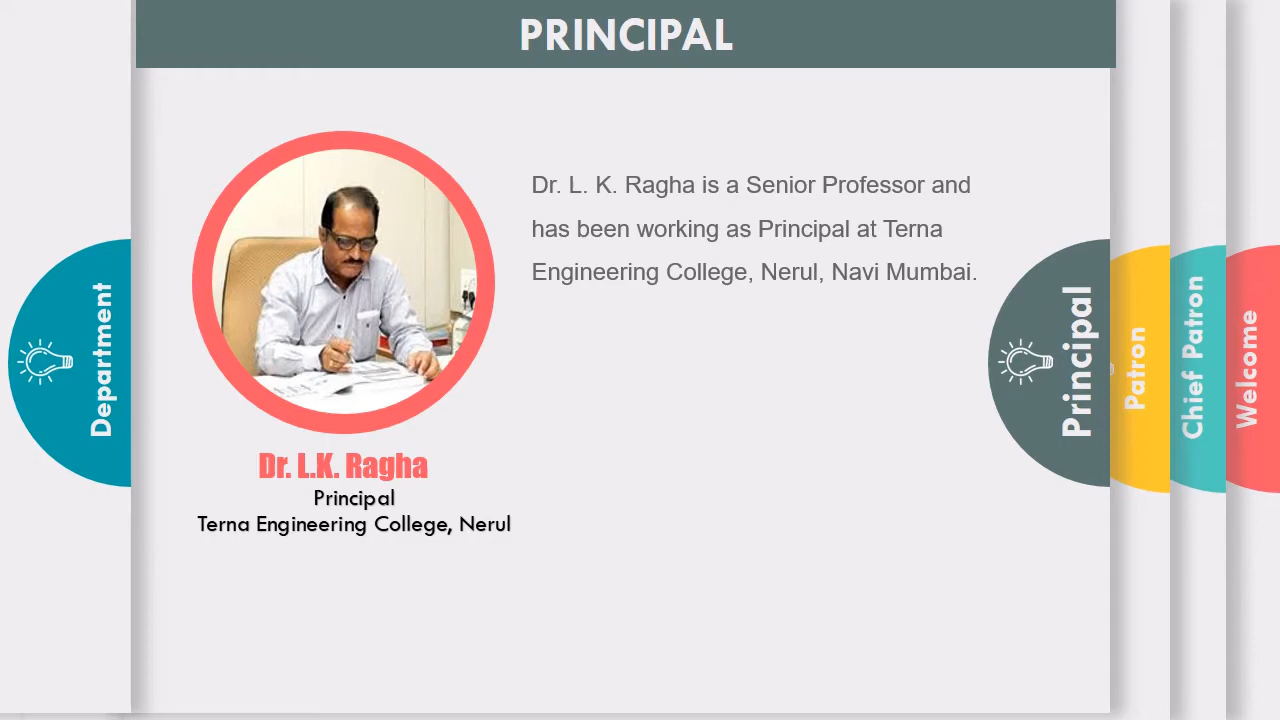 PRINCIPAL
Dr. L. K. Ragha is a Senior Professor and
has been working as Principal at Terna
Engineering College, Nerul, Navi Mumbai.
Dr. L.K. Ragha
Principal
Terna Engineering College, Nerul
Department
Principal
Patron
Chief Patron
Welcome